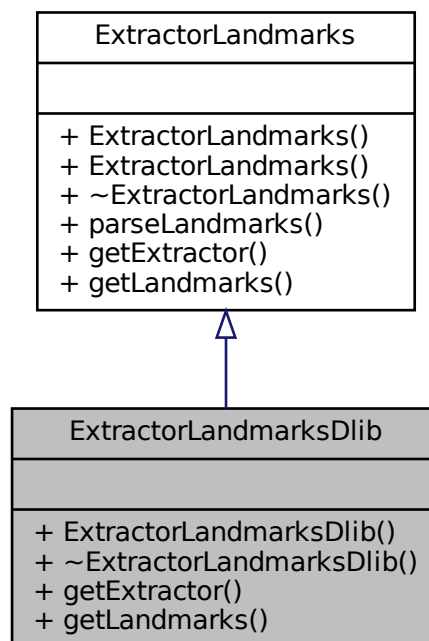 ExtractorLandmarks
+ ExtractorLandmarks()
+ ExtractorLandmarks()
+ ~ExtractorLandmarks()
+ parseLandmarks()
+ getExtractor()
+ getLandmarks()
ExtractorLandmarksDlib
+ ExtractorLandmarksDlib()
+ ~ExtractorLandmarksDlib()
+ getExtractor()
+ getLandmarks()